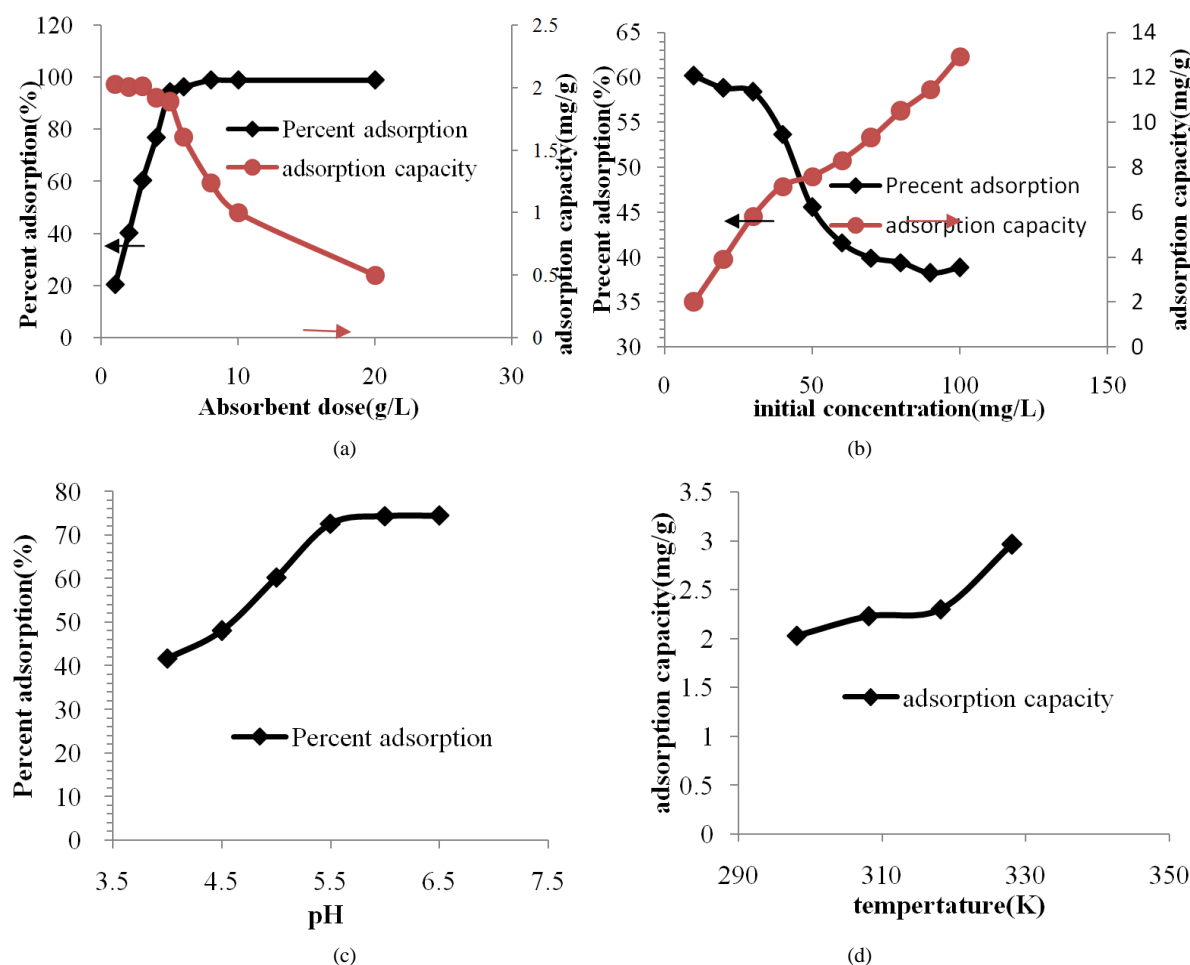 120
100
80
60
40
20
0
Percent adsorption(%)
2.5
2
1.5
1
0.5
0
adsorption capacity(mg/g)
Percent adsorption
adsorption capacity
0 10 20 30
Absorbent dose(g/L)
(a)
65
60
55
50
45
40
35
30
Precent adsorption(%)
14
12
10
8
6
4
2
0
adsorption capacity(mg/g)
Precent adsorption
adsorption capacity
0 50 100 150
initial concentration(mg/L)
(b)
80
70
60
50
40
30
20
10
0
Percent adsorption(%)
Percent adsorption
3.5 4.5 5.5 6.5 7.5
pH
(c)
3.5
3
2.5
2
1.5
1
0.5
0
adsorption capacity(mg/g)
adsorption capacity
290 310 330 350
tempertature(K)
(d)